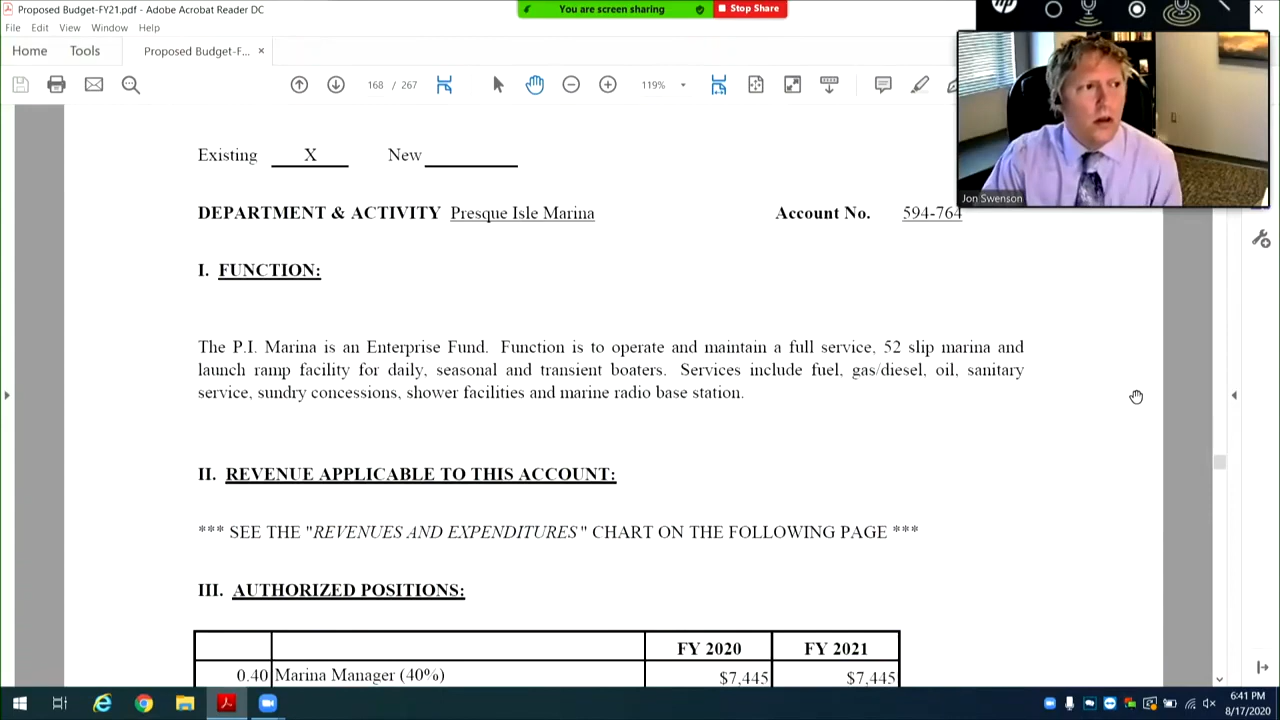 Proposed Budget-FY21.pdf - Adobe Acrobat Reader DC
You are screen sharing
Stop Share
File Edit View Window Help
Home Tools Proposed Budget-F... ×
168 / 267
119%
Jon Swenson
Existing X New
DEPARTMENT & ACTIVITY Presque Isle Marina Account No. 594-764
I. FUNCTION:
The P.I. Marina is an Enterprise Fund. Function is to operate and maintain a full service, 52 slip marina and
launch ramp facility for daily, seasonal and transient boaters. Services include fuel, gas/diesel, oil, sanitary
service, sundry concessions, shower facilities and marine radio base station.
II. REVENUE APPLICABLE TO THIS ACCOUNT:
*** SEE THE "REVENUES AND EXPENDITURES" CHART ON THE FOLLOWING PAGE ***
III. AUTHORIZED POSITIONS:
FY 2020 FY 2021
0.40 Marina Manager (40%) $7,445 $7,445
6:41 PM
8/17/2020